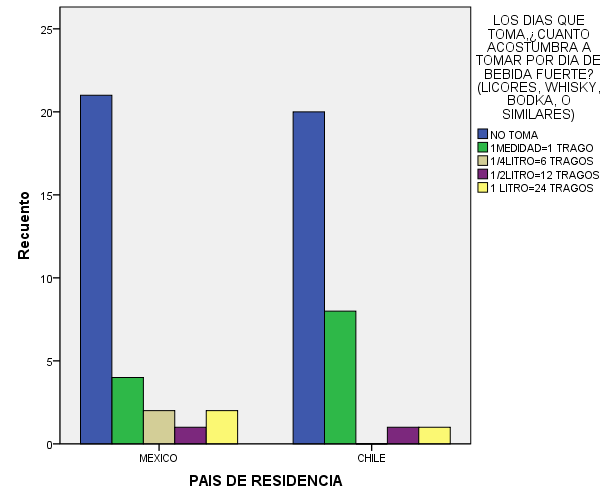 LOS DIAS QUE
TOMA,¿CUANTO
ACOSTUMBRA A
TOMAR POR DIA DE
BEBIDA FUERTE?
(LICORES, WHISKY,
BODKA, O
SIMILARES)
NO TOMA
1MEDIDAD=1 TRAGO
1/4LITRO=6 TRAGOS
1/2LITRO=12 TRAGOS
1 LITRO=24 TRAGOS
25
20
15
10
5
0
Recuento
MEXICO
CHILE
PAIS DE RESIDENCIA